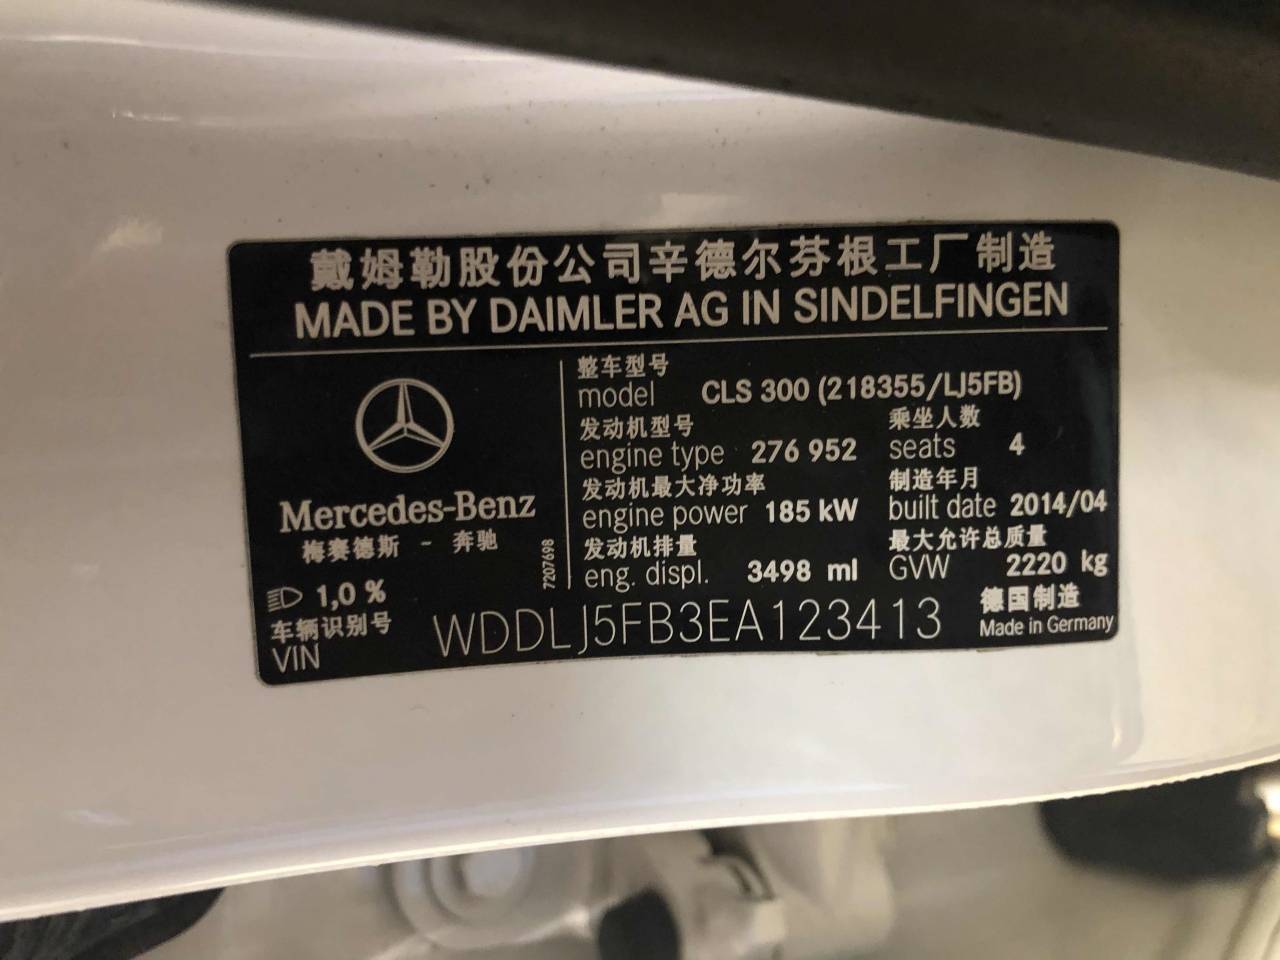 戴姆勒股份公司辛德尔芬根工厂制造
MADE BY DAIMLER AG IN SINDELFINGEN
Mercedes-Benz
梅赛德斯 - 奔驰
1,0 %
7207698
整车型号
model CLS 300 (218355/LJ5FB)
发动机型号 乘坐人数
engine type 276 952 seats 4
发动机最大净功率 制造年月
engine power 185 kW built date 2014/04
发动机排量 最大允许总质量
eng. displ. 3498 ml GVW 2220 kg
车辆识别号
VIN WDDLJ5FB3EA123413
德国制造
Made in Germany